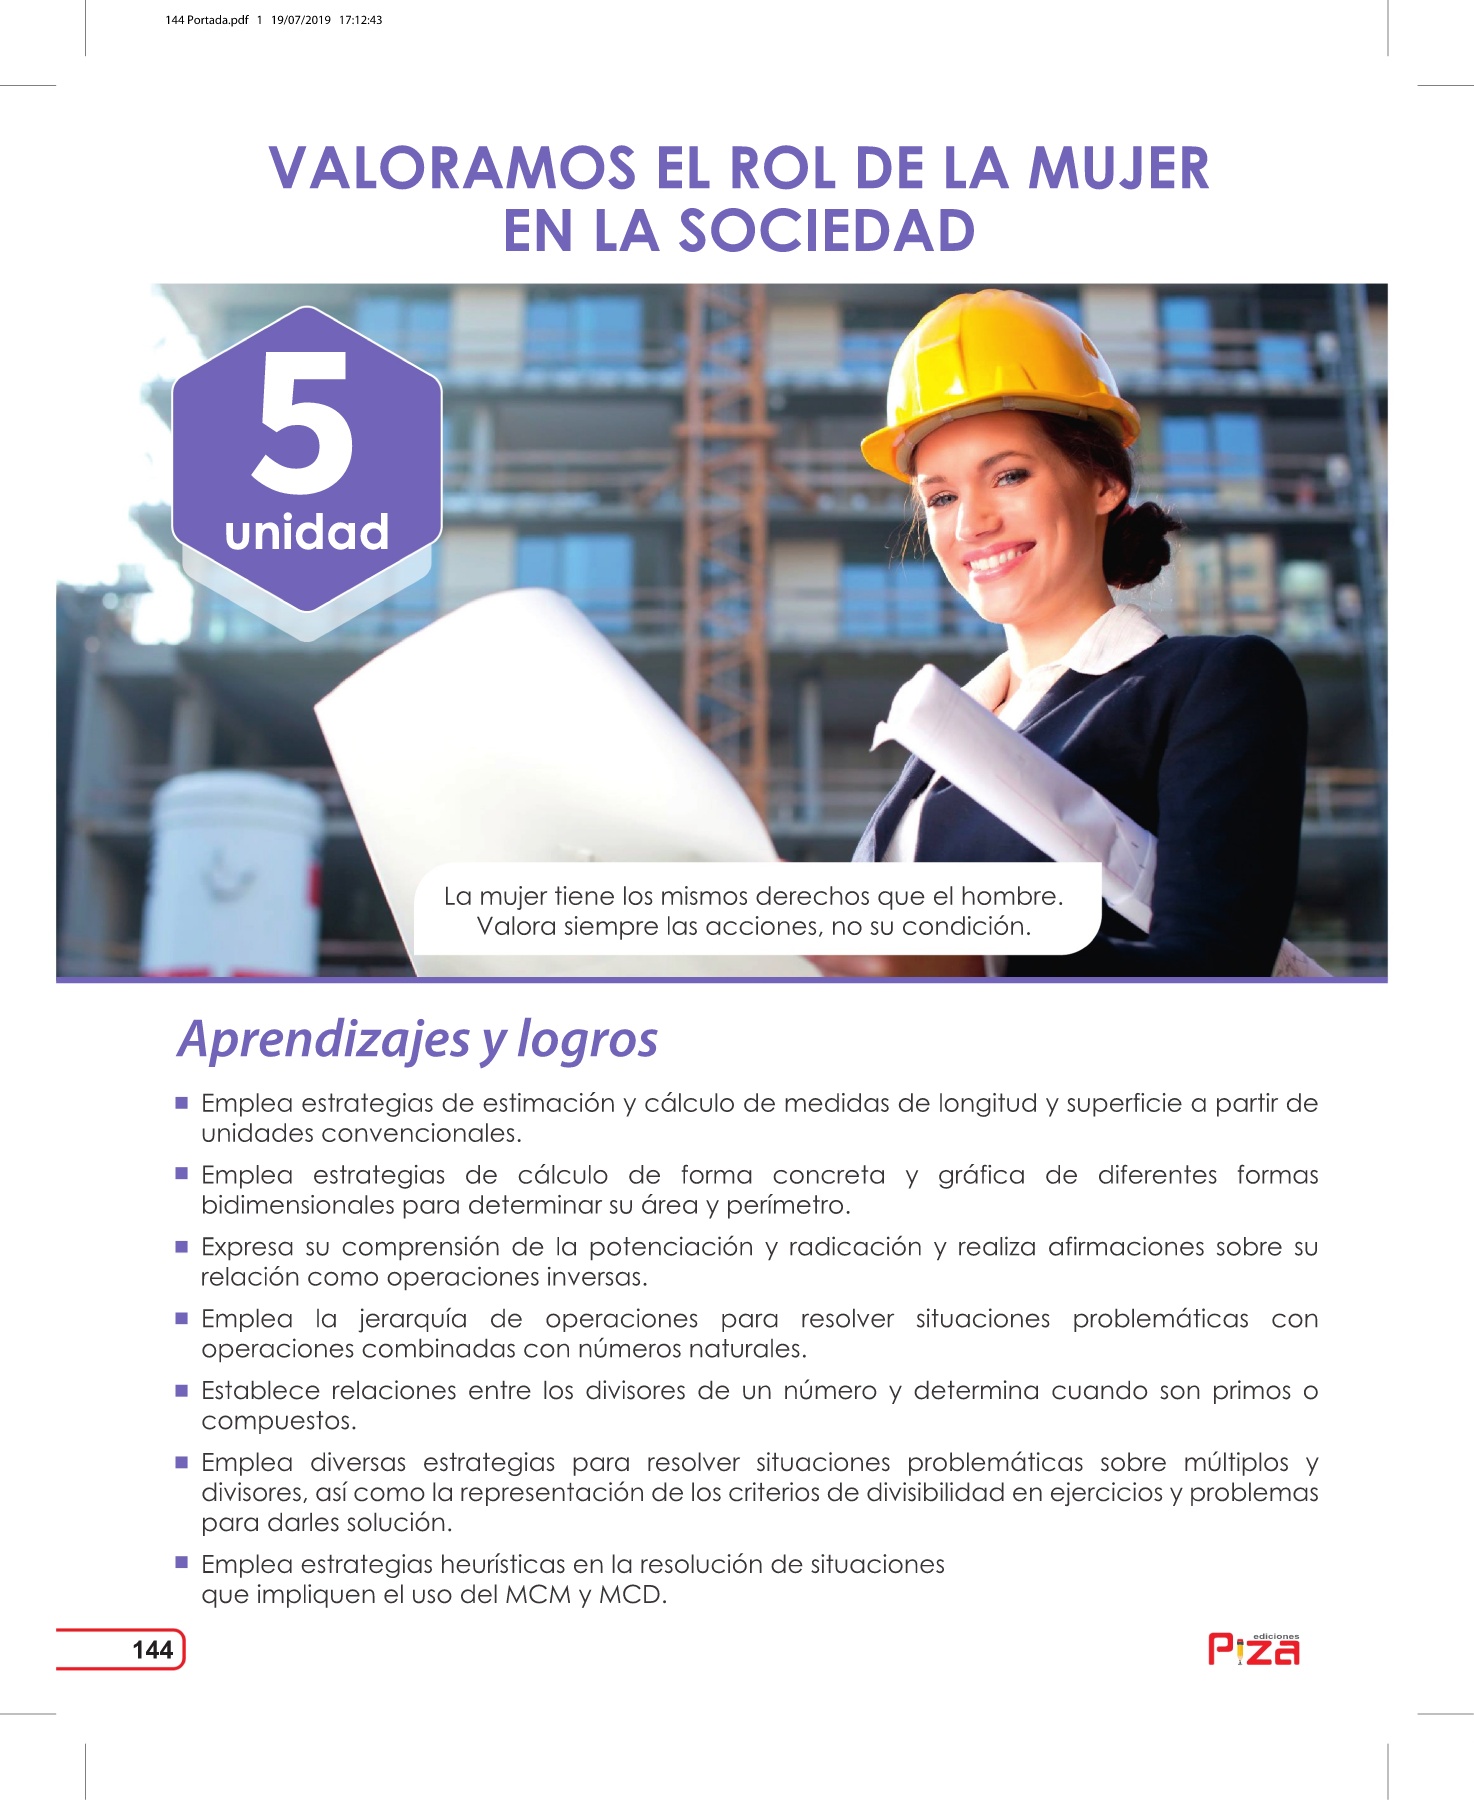 144 Portada.pdf 1 19/07/2019 17:12:43
VALORAMOS EL ROL DE LA MUJER
EN LA SOCIEDAD
5
unidad
La mujer tiene los mismos derechos que el hombre.
Valora siempre las acciones, no su condición.
Aprendizajes y logros
Emplea estrategias de estimación y cálculo de medidas de longitud y superficie a partir de
unidades convencionales.
Emplea estrategias de cálculo de forma concreta y gráfica de diferentes formas
bidimensionales para determinar su área y perímetro.
Expresa su comprensión de la potenciación y radicación y realiza afirmaciones sobre su
relación como operaciones inversas.
Emplea la jerarquía de operaciones para resolver situaciones problemáticas con
operaciones combinadas con números naturales.
Establece relaciones entre los divisores de un número y determina cuando son primos o
compuestos.
Emplea diversas estrategias para resolver situaciones problemáticas sobre múltiplos y
divisores, así como la representación de los criterios de divisibilidad en ejercicios y problemas
para darles solución.
Emplea estrategias heurísticas en la resolución de situaciones
que impliquen el uso del MCM y MCD.
144
ediciones
Piza